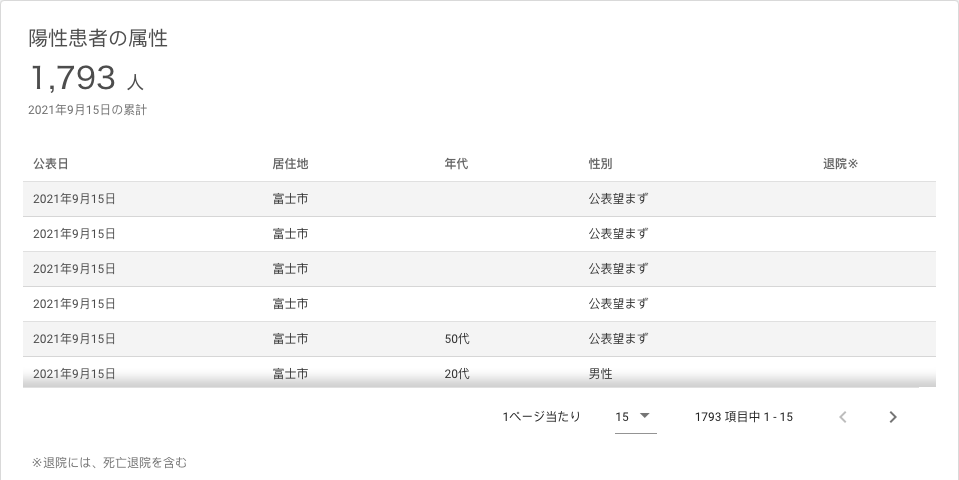 陽性患者の属性
1,793 人
2021年9月15日の累計
公表日 居住地 年代 性別 退院※
2021年9月15日 富士市 公表望まず
2021年9月15日 富士市 公表望まず
2021年9月15日 富士市 公表望まず
2021年9月15日 富士市 公表望まず
2021年9月15日 富士市 50代 公表望まず
2021年9月15日 富士市 20代 男性
1ページ当たり 15 1793 項目中 1 - 15
※退院には、死亡退院を含む